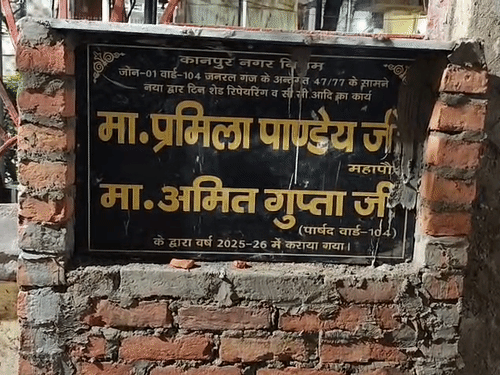 कानपुर नगर निगम
जोन-01 वार्ड-104 जनरल गंज के अन्तर्गत 47/77 के सामने
नया द्वार टिन शेड रिपेयरिंग व सी सी आदि का कार्य
मा.प्रमिला पाण्डेय जी
महापौर
मा.अमित गुप्ता जी
(पार्षद वार्ड-104)
के द्वारा वर्ष 2025-26 में कराया गया।